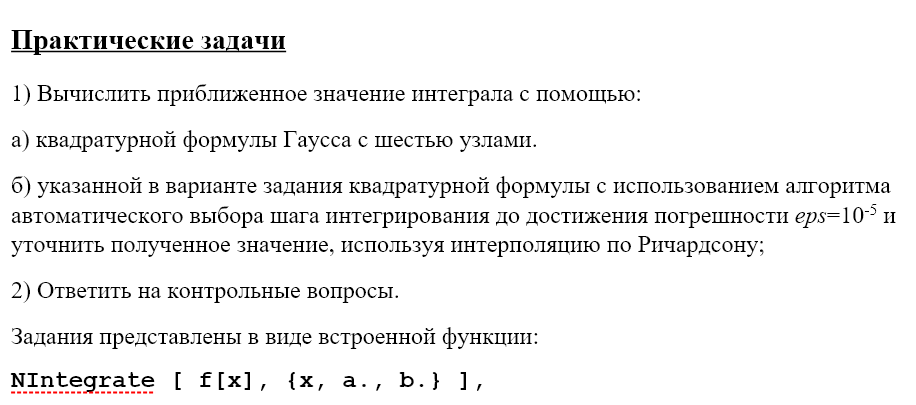 Практические задачи
1) Вычислить приближенное значение интеграла с помощью:
а) квадратурной формулы Гаусса с шестью узлами.
б) указанной в варианте задания квадратурной формулы с использованием алгоритма
автоматического выбора шага интегрирования до достижения погрешности eps=10⁻⁵ и
уточнить полученное значение, используя интерполяцию по Ричардсону;
2) Ответить на контрольные вопросы.
Задания представлены в виде встроенной функции:
NIntegrate [ f[x], {x, a., b.} ],